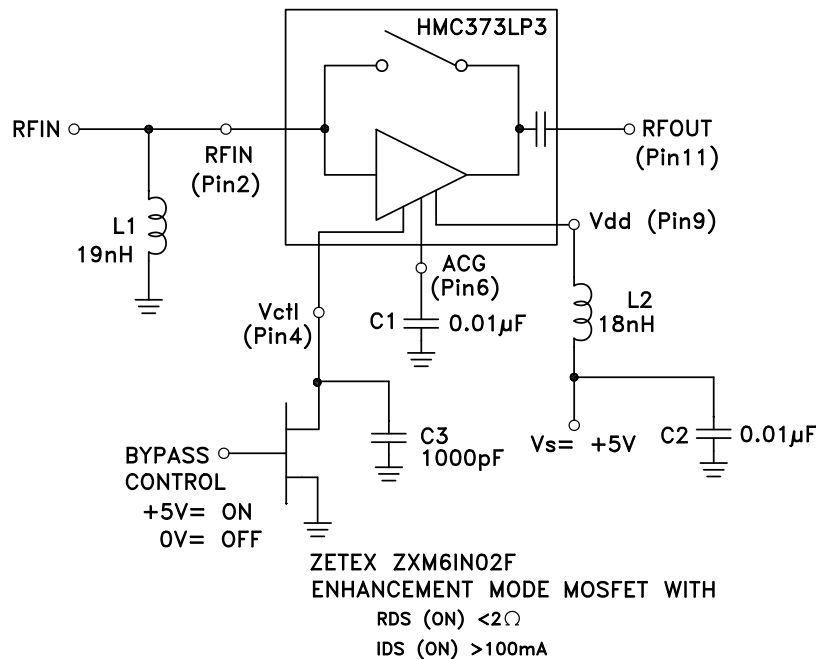 HMC373LP3
RFIN
RFIN
(Pin2)
RFOUT
(Pin11)
L1
19nH
Vdd (Pin9)
ACG
(Pin6)
Vctl
(Pin4)
C1
0.01µF
L2
18nH
C3
1000pF
Vs= +5V
C2
0.01µF
BYPASS
CONTROL
+5V= ON
0V= OFF
ZETEX ZXM6IN02F
ENHANCEMENT MODE MOSFET WITH
RDS (ON) <2Ω
IDS (ON) >100mA